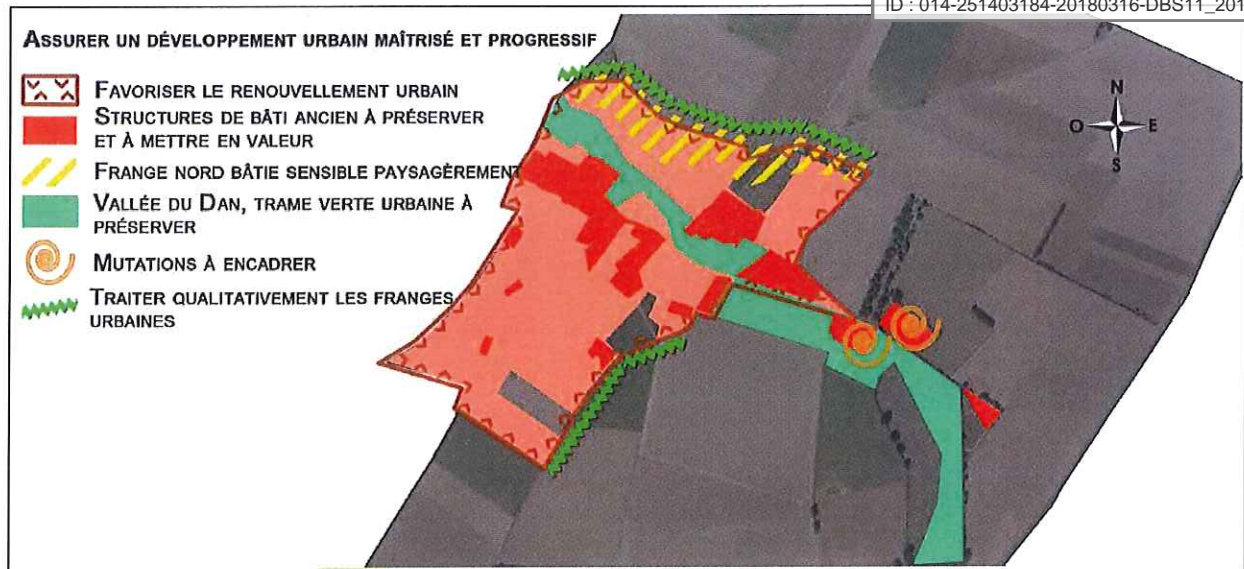 ID : 014-251403184-20180316-DBS11_201
ASSURER UN DÉVELOPPEMENT URBAIN MAÎTRISÉ ET PROGRESSIF
FAVORISER LE RENOUVELLEMENT URBAIN
STRUCTURES DE BÂTI ANCIEN À PRÉSERVER
ET À METTRE EN VALEUR
FRANGE NORD BÂTIE SENSIBLE PAYSAGÈREMENT
VALLÉE DU DAN, TRAME VERTE URBAINE À
PRÉSERVER
MUTATIONS À ENCADRER
TRAITER QUALITATIVEMENT LES FRANGES
URBAINES
N
O
E
S